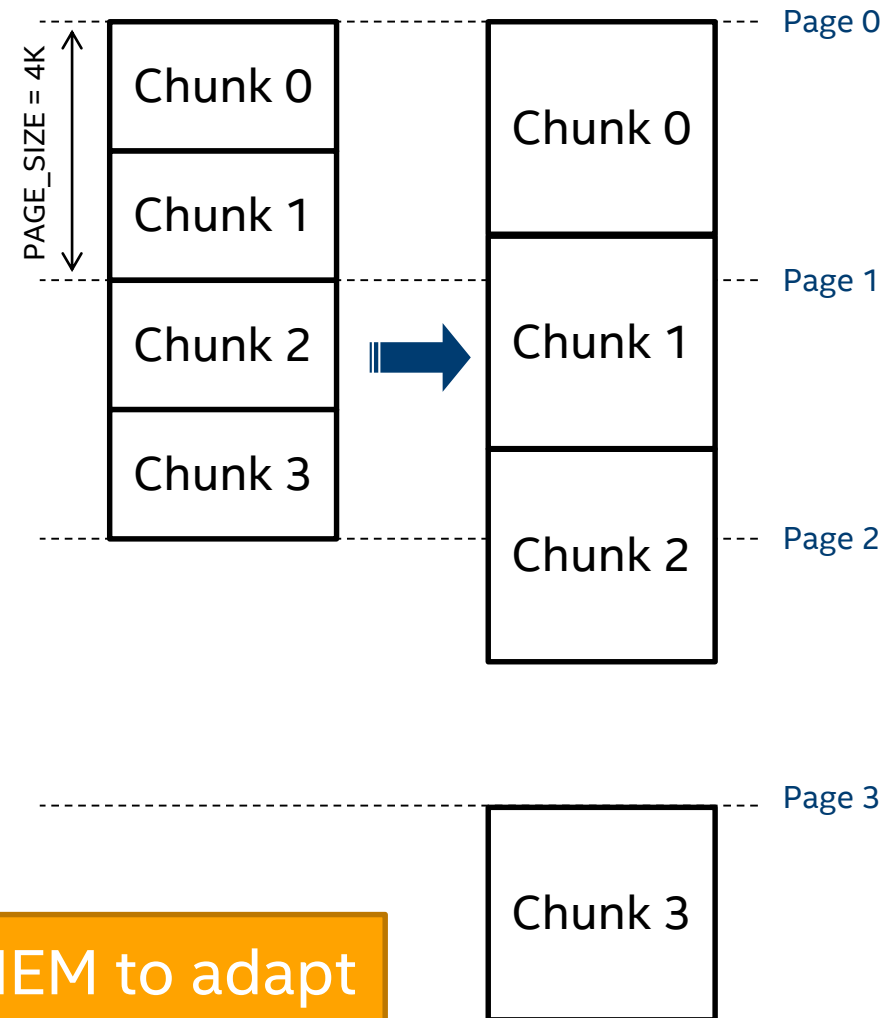 Page 0
PAGE_SIZE = 4K
Chunk 0
Chunk 0
Chunk 1
Page 1
Chunk 2
Chunk 1
Chunk 3
Page 2
Chunk 2
Page 3
Chunk 3
to adapt